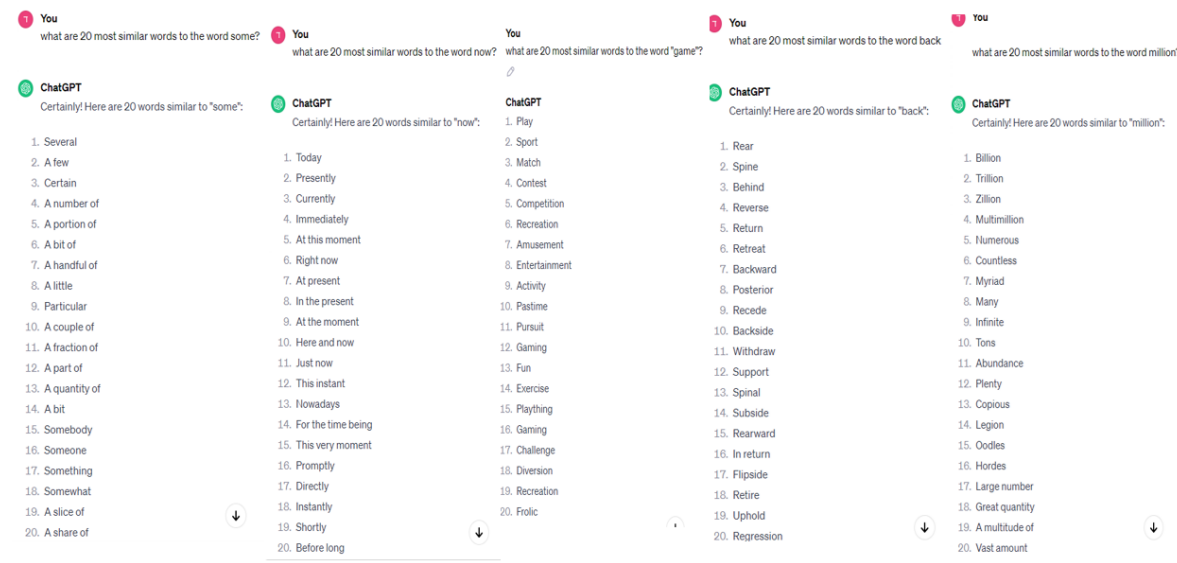 You
what are 20 most similar words to the word some?
ChatGPT
Certainly! Here are 20 words similar to "some":
1. Several
2. A few
3. Certain
4. A number of
5. A portion of
6. A bit of
7. A handful of
8. A little
9. Particular
10. A couple of
11. A fraction of
12. A part of
13. A quantity of
14. A bit
15. Somebody
16. Someone
17. Something
18. Somewhat
19. A slice of
20. A share of
You
what are 20 most similar words to the word now?
ChatGPT
Certainly! Here are 20 words similar to "now":
1. Today
2. Presently
3. Currently
4. Immediately
5. At this moment
6. Right now
7. At present
8. In the present
9. At the moment
10. Here and now
11. Just now
12. This instant
13. Nowadays
14. For the time being
15. This very moment
16. Promptly
17. Directly
18. Instantly
19. Shortly
20. Before long
You
what are 20 most similar words to the word "game"?
ChatGPT
1. Play
2. Sport
3. Match
4. Contest
5. Competition
6. Recreation
7. Amusement
8. Entertainment
9. Activity
10. Pastime
11. Pursuit
12. Gaming
13. Fun
14. Exercise
15. Plaything
16. Gaming
17. Challenge
18. Diversion
19. Recreation
20. Frolic
You
what are 20 most similar words to the word back
ChatGPT
Certainly! Here are 20 words similar to "back":
1. Rear
2. Spine
3. Behind
4. Reverse
5. Return
6. Retreat
7. Backward
8. Posterior
9. Recede
10. Backside
11. Withdraw
12. Support
13. Spinal
14. Subside
15. Rearward
16. In return
17. Flipside
18. Retire
19. Uphold
20. Regression
You
what are 20 most similar words to the word million?
ChatGPT
Certainly! Here are 20 words similar to "million":
1. Billion
2. Trillion
3. Zillion
4. Multimillion
5. Numerous
6. Countless
7. Myriad
8. Many
9. Infinite
10. Tons
11. Abundance
12. Plenty
13. Copious
14. Legion
15. Oodles
16. Hordes
17. Large number
18. Great quantity
19. A multitude of
20. Vast amount